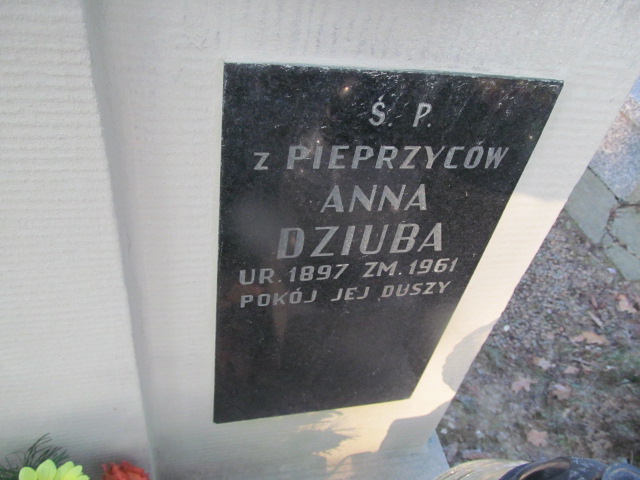 Ś. P.
z PIEPRZYCÓW
ANNA
DZIUBA
UR. 1897 ZM. 1961
POKÓJ JEJ DUSZY